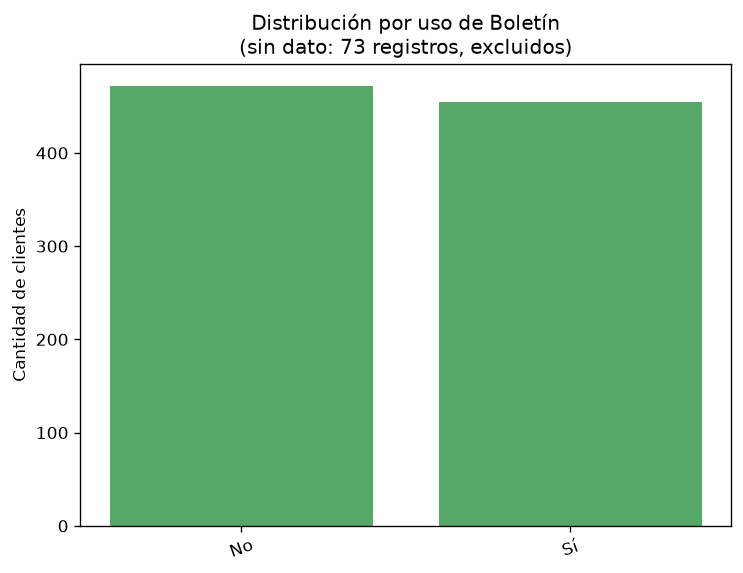 Distribución por uso de Boletín
(sin dato: 73 registros, excluidos)
Cantidad de clientes
400
300
200
100
0
No
Sí